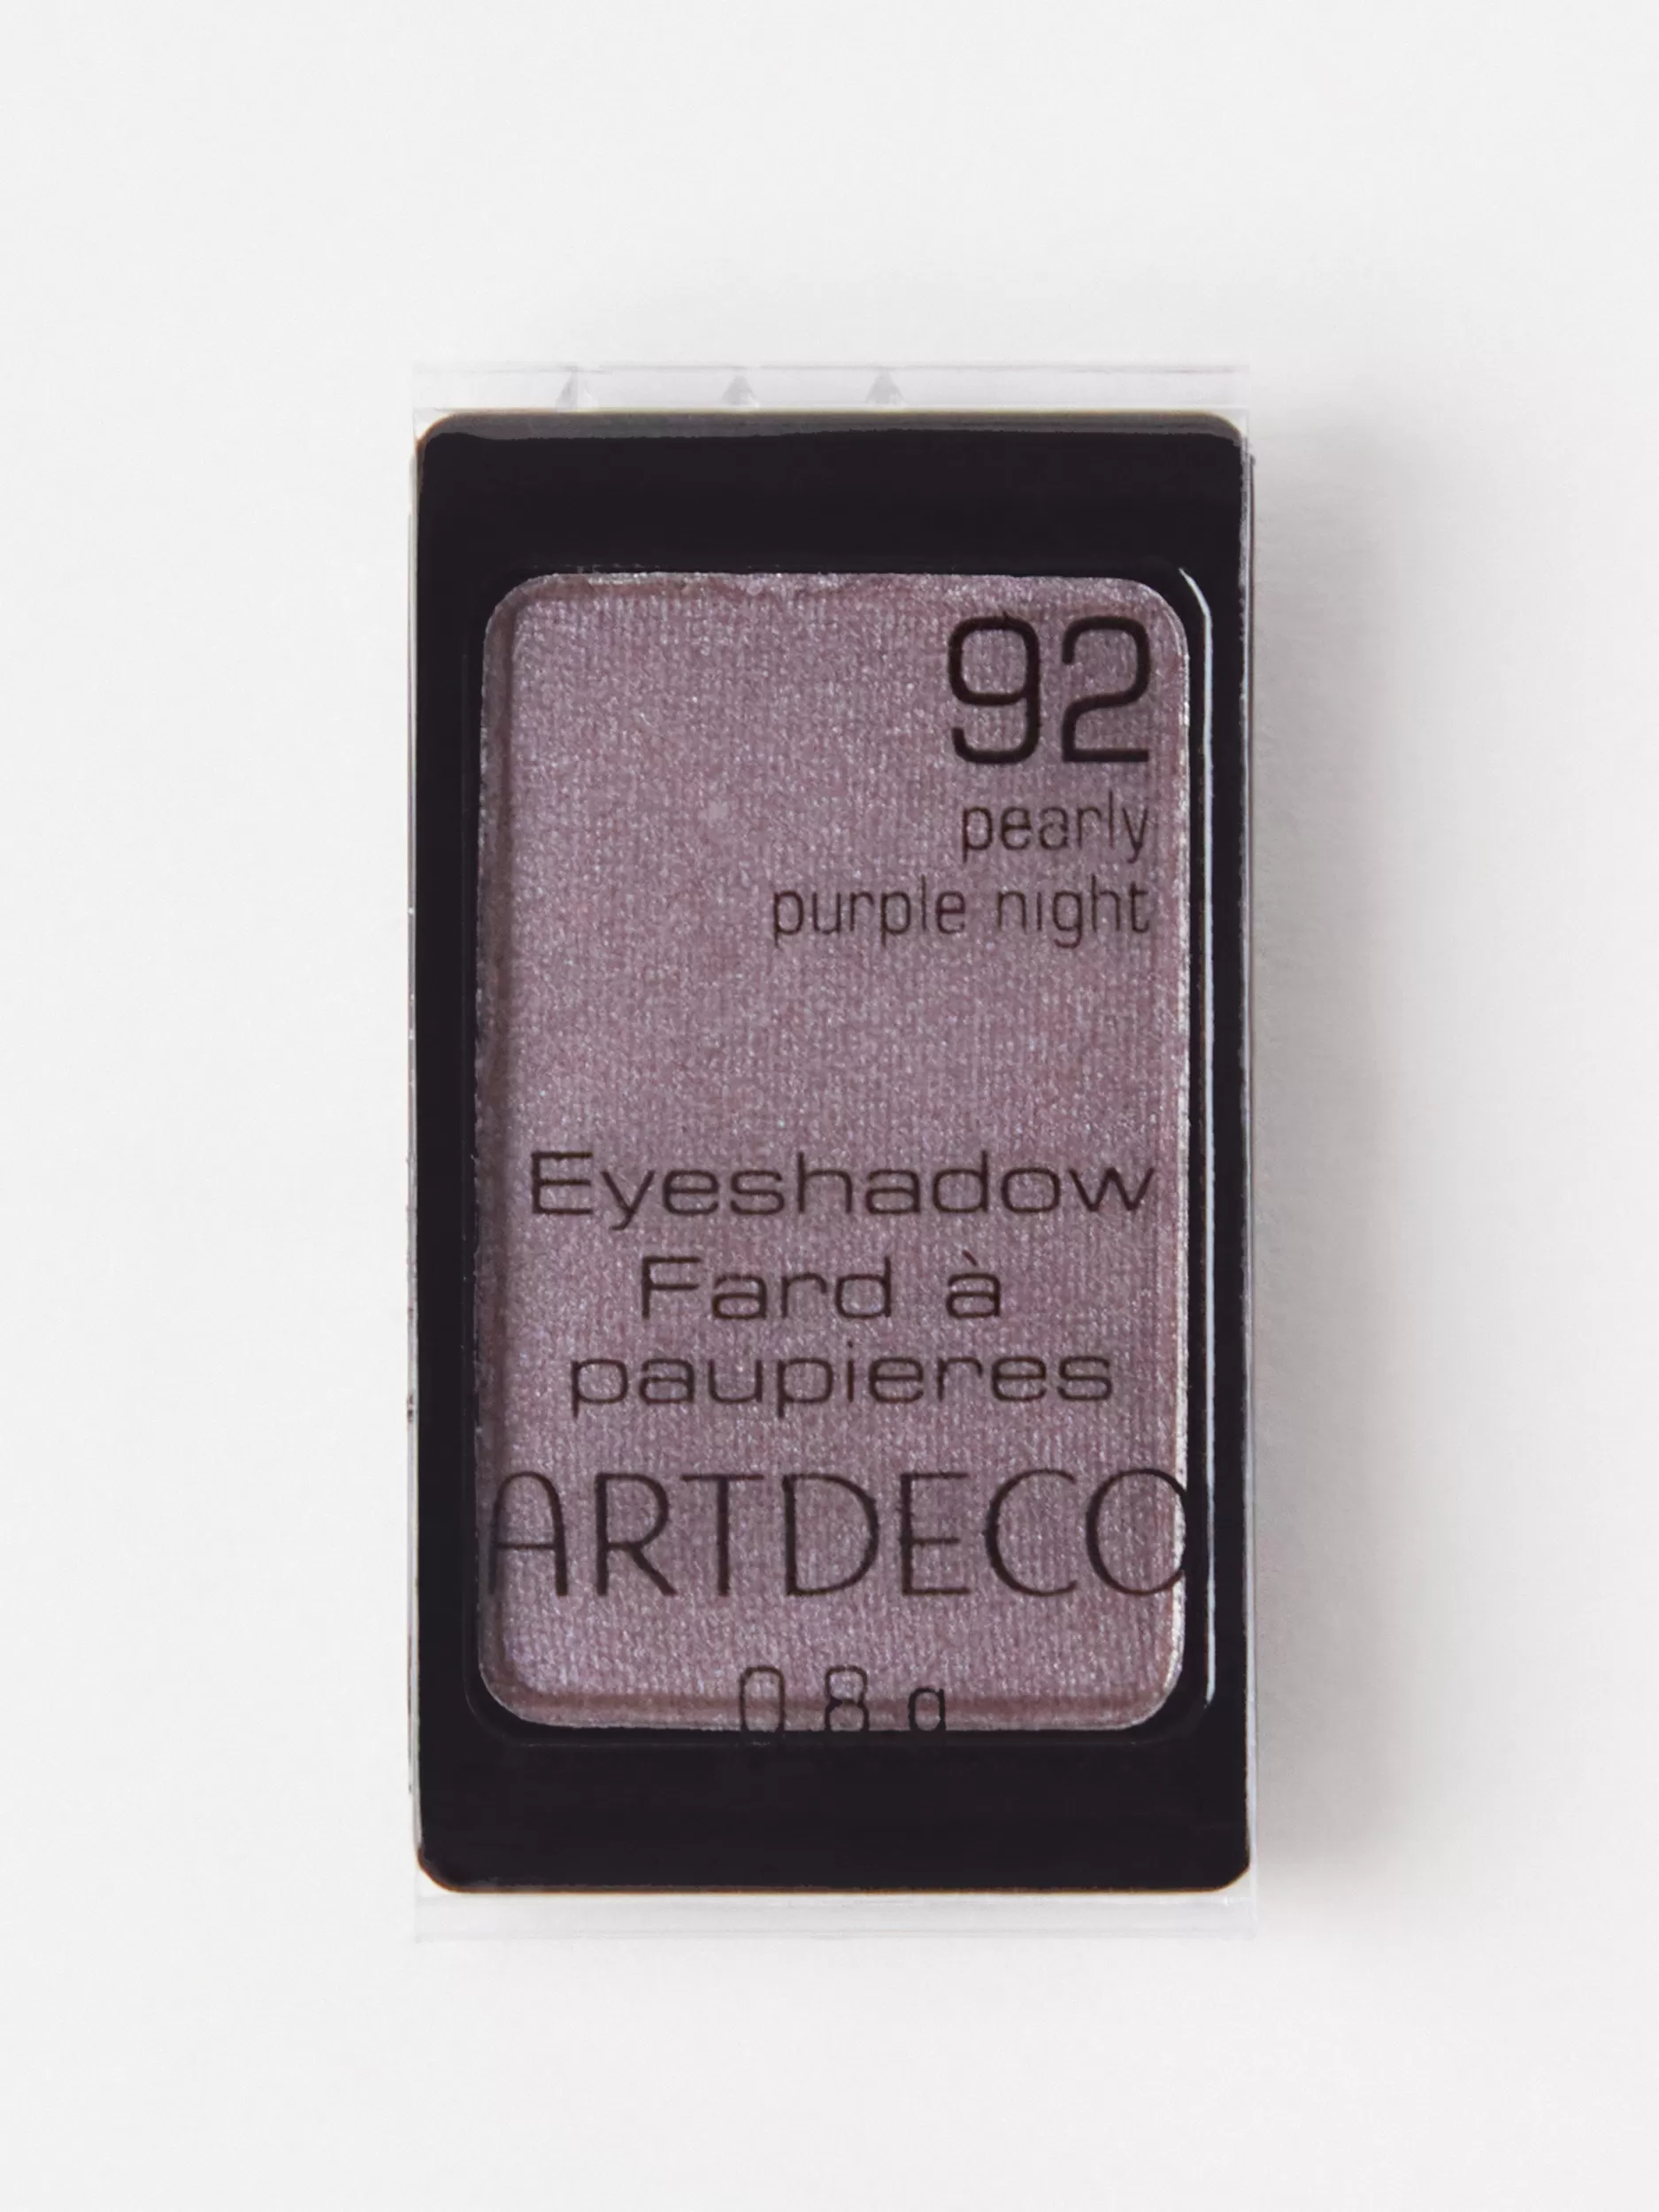 92
pearly
purple night
Eyeshadow
Fard à
paupieres
ARTDECO
0.8 g